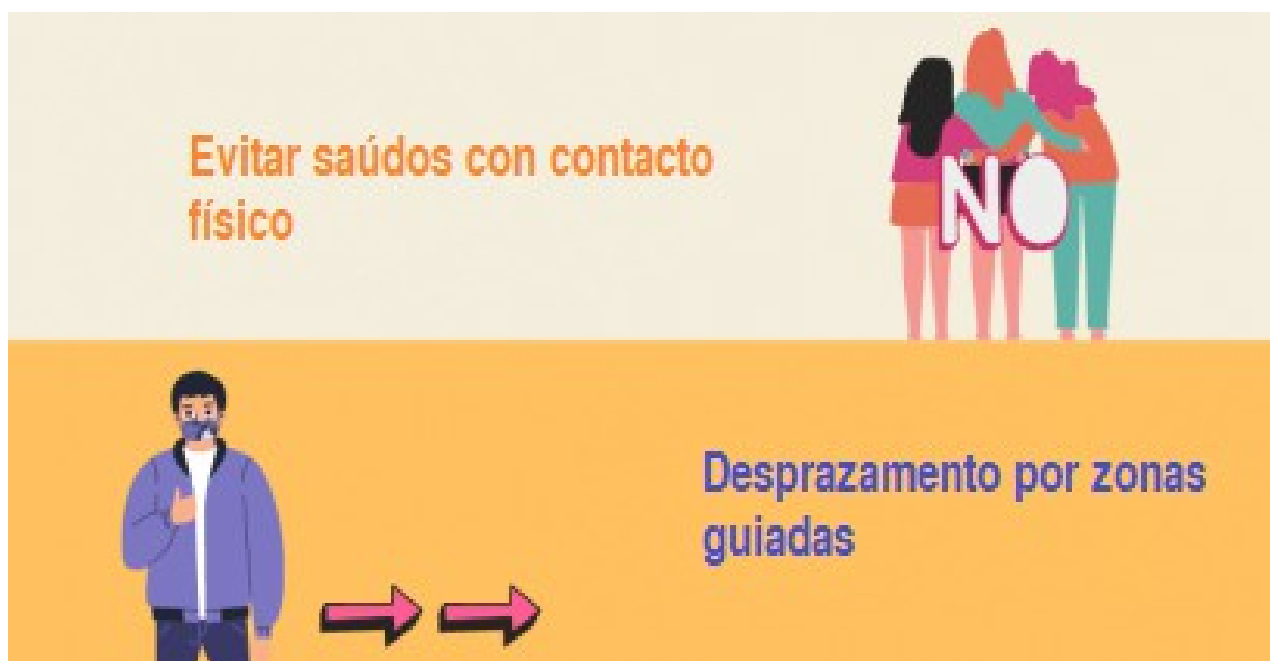 Evitar saúdos con contacto
físico
NO
Desprazamento por zonas
guiadas